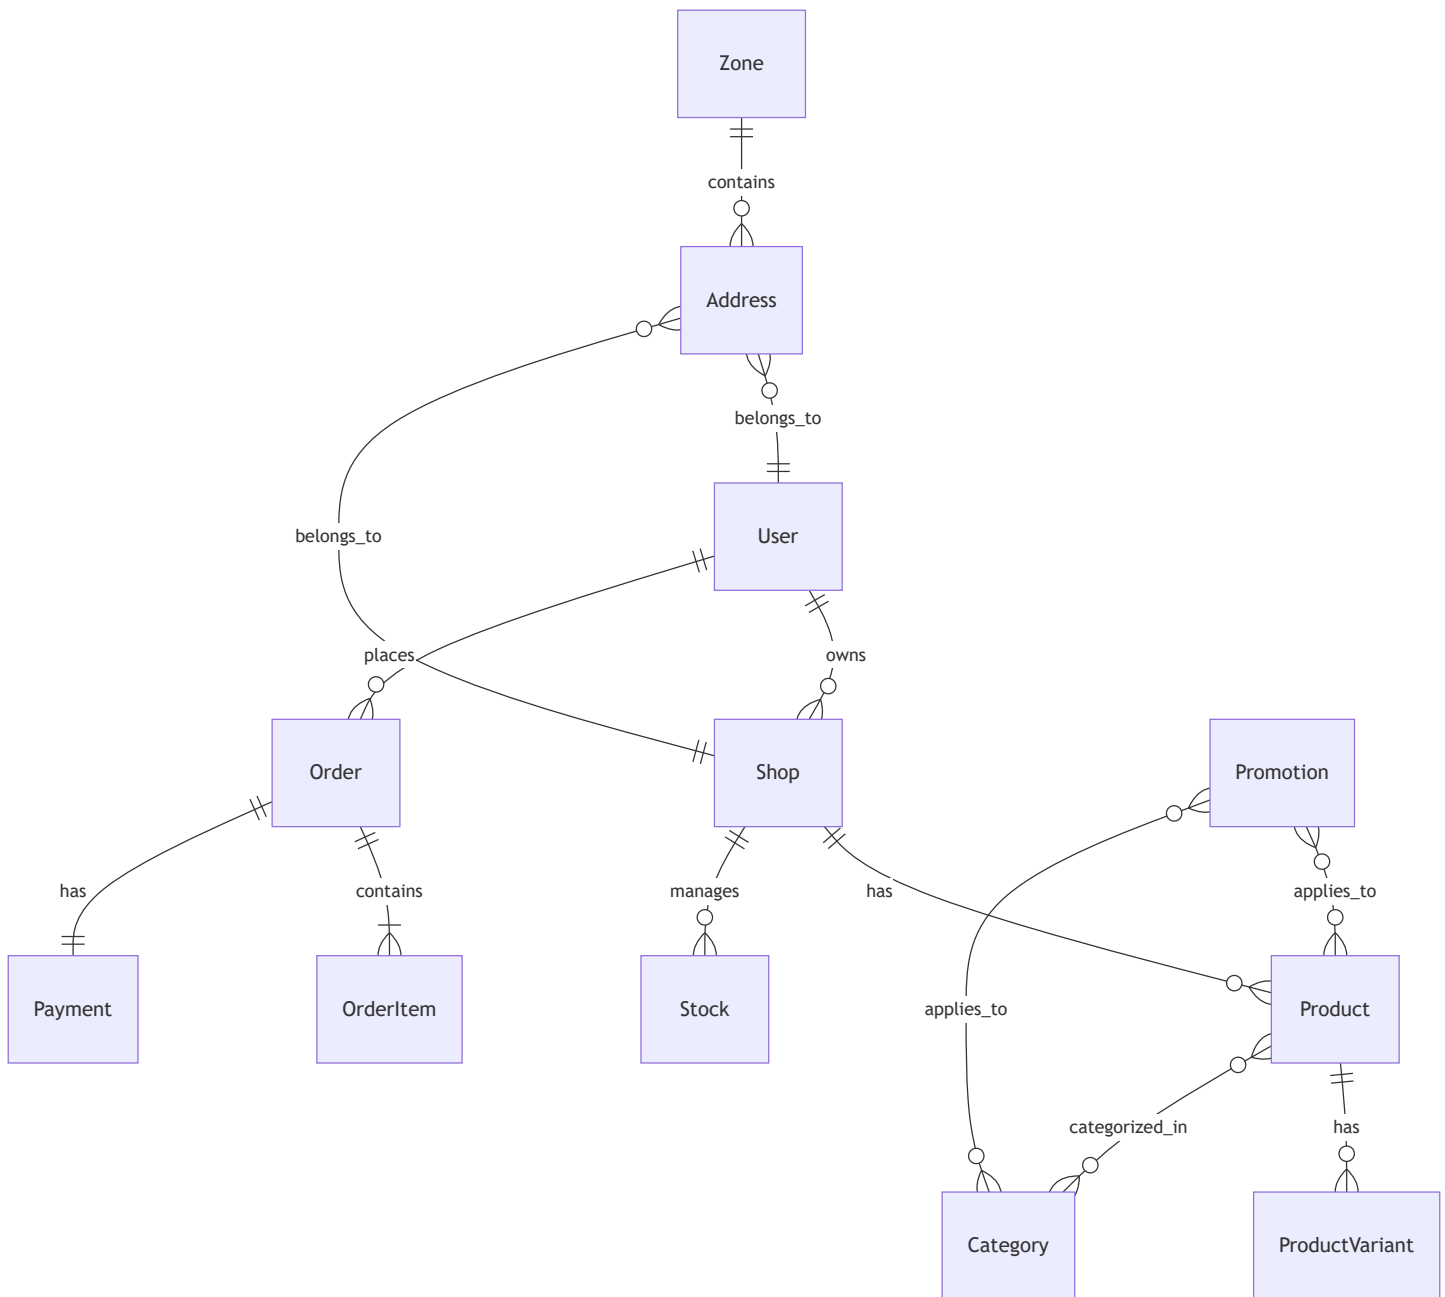 Zone
contains
Address
belongs_to
belongs_to
User
places
owns
Order
Shop
Promotion
has
contains
manages
has
applies_to
Payment
OrderItem
Stock
applies_to
Product
categorized_in
has
Category
ProductVariant